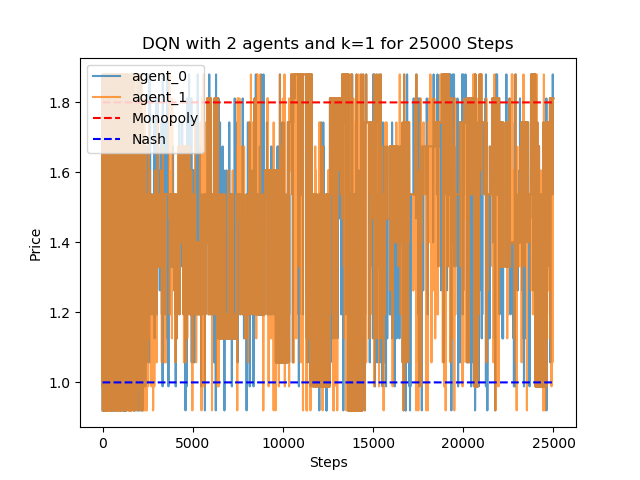 DQN with 2 agents and k=1 for 25000 Steps
agent_0
agent_1
Monopoly
Nash
Price
1.8
1.6
1.4
1.2
1.0
0
5000
10000
15000
20000
25000
Steps